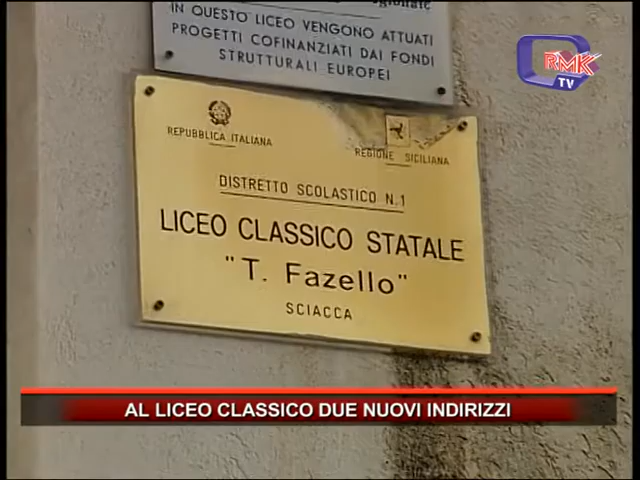 IN QUESTO LICEO VENGONO ATTUATI
PROGETTI COFINANZIATI DAI FONDI
STRUTTURALI EUROPEI
RMK
TV
REPUBBLICA ITALIANA
REGIONE SICILIANA
DISTRETTO SCOLASTICO N.1
LICEO CLASSICO STATALE
"T. Fazello"
SCIACCA
AL LICEO CLASSICO DUE NUOVI INDIRIZZI